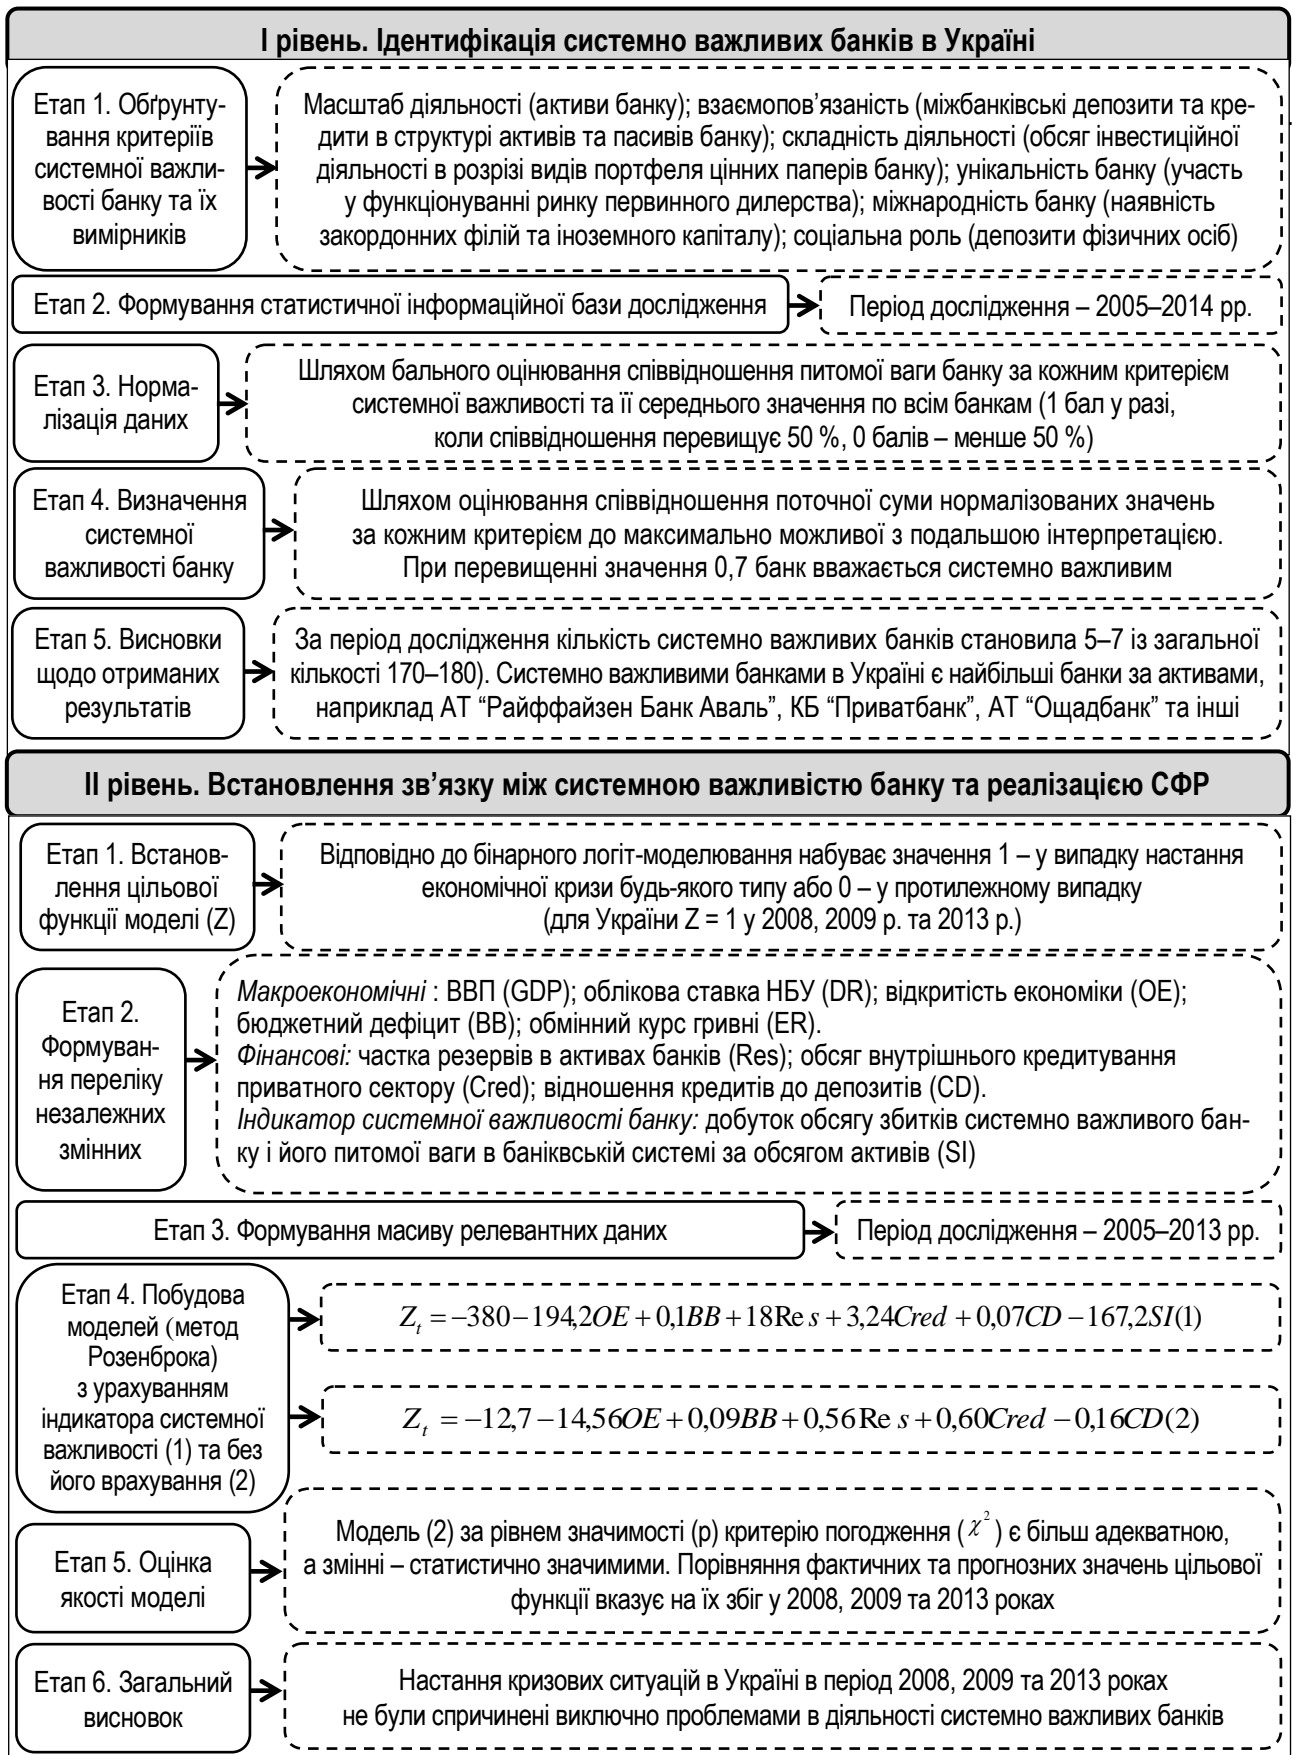 І рівень. Ідентифікація системно важливих банків в Україні
Етап 1. Обґрунту-
вання критеріїв
системної важли-
вості банку та їх
вимірників
Масштаб діяльності (активи банку); взаємопов’язаність (міжбанківські депозити та кре-
дити в структурі активів та пасивів банку); складність діяльності (обсяг інвестиційної
діяльності в розрізі видів портфеля цінних паперів банку); унікальність банку (участь
у функціонуванні ринку первинного дилерства); міжнародність банку (наявність
закордонних філій та іноземного капіталу); соціальна роль (депозити фізичних осіб)
Етап 2. Формування статистичної інформаційної бази дослідження
Період дослідження – 2005–2014 рр.
Етап 3. Норма-
лізація даних
Шляхом бального оцінювання співвідношення питомої ваги банку за кожним критерієм
системної важливості та її середнього значення по всім банкам (1 бал у разі,
коли співвідношення перевищує 50 %, 0 балів – менше 50 %)
Етап 4. Визначення
системної
важливості банку
Шляхом оцінювання співвідношення поточної суми нормалізованих значень
за кожним критерієм до максимально можливої з подальшою інтерпретацією.
При перевищенні значення 0,7 банк вважається системно важливим
Етап 5. Висновки
щодо отриманих
результатів
За період дослідження кількість системно важливих банків становила 5–7 із загальної
кількості 170–180). Системно важливими банками в Україні є найбільші банки за активами,
наприклад АТ “Райффайзен Банк Аваль”, КБ “Приватбанк”, АТ “Ощадбанк” та інші
ІІ рівень. Встановлення зв’язку між системною важливістю банку та реалізацією СФР
Етап 1. Встанов-
лення цільової
функції моделі (Z)
Відповідно до бінарного логіт-моделювання набуває значення 1 – у випадку настання
економічної кризи будь-якого типу або 0 – у протилежному випадку
(для України Z = 1 у 2008, 2009 р. та 2013 р.)
Етап 2.
Формуван-
ня переліку
незалежних
змінних
Макроекономічні : ВВП (GDP); облікова ставка НБУ (DR); відкритість економіки (OE);
бюджетний дефіцит (BB); обмінний курс гривні (ER).
Фінансові: частка резервів в активах банків (Res); обсяг внутрішнього кредитування
приватного сектору (Cred); відношення кредитів до депозитів (CD).
Індикатор системної важливості банку: добуток обсягу збитків системно важливого бан-
ку і його питомої ваги в баніквській системі за обсягом активів (SI)
Етап 3. Формування масиву релевантних даних
Період дослідження – 2005–2013 рр.
Етап 4. Побудова
моделей (метод
Розенброка)
з урахуванням
індикатора системної
важливості (1) та без
його врахування (2)
Z_t = −380 − 194,2OE + 0,1BB + 18Re s + 3,24Cred + 0,07CD − 167,2SI(1)
Z_t = −12,7 − 14,56OE + 0,09BB + 0,56Re s + 0,60Cred − 0,16CD(2)
Етап 5. Оцінка
якості моделі
Модель (2) за рівнем значимості (p) критерію погодження ( χ² ) є більш адекватною,
а змінні – статистично значимими. Порівняння фактичних та прогнозних значень цільової
функції вказує на їх збіг у 2008, 2009 та 2013 роках
Етап 6. Загальний
висновок
Настання кризових ситуацій в Україні в період 2008, 2009 та 2013 роках
не були спричинені виключно проблемами в діяльності системно важливих банків